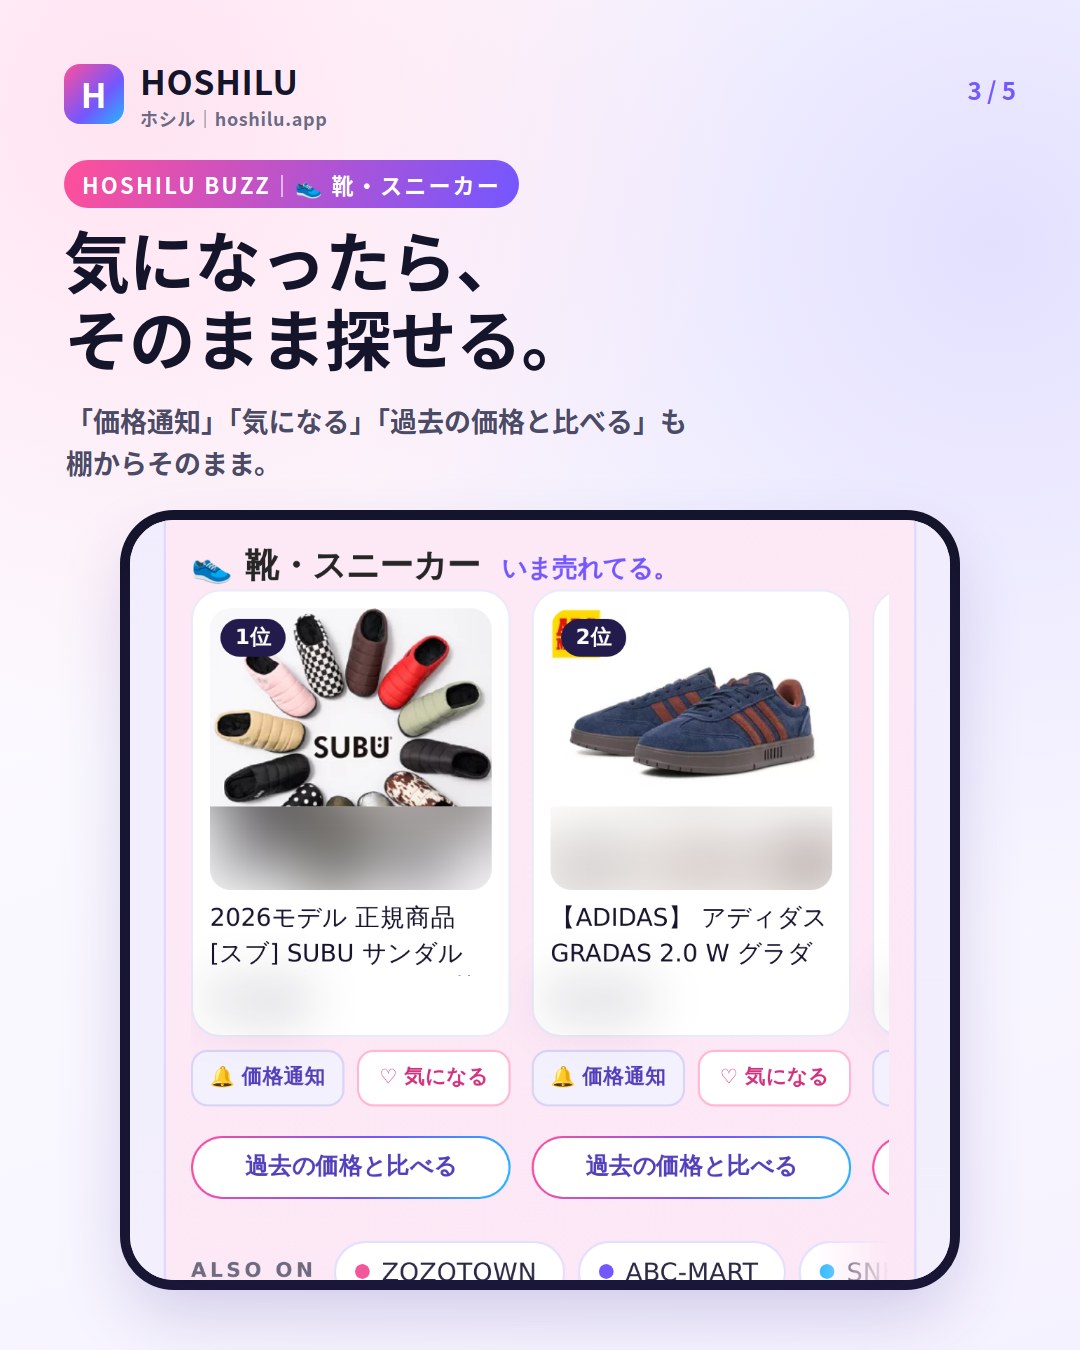 H
HOSHILU
ホシル｜hoshilu.app
3 / 5
HOSHILU BUZZ｜👟 靴・スニーカー
気になったら、
そのまま探せる。
「価格通知」「気になる」「過去の価格と比べる」も
棚からそのまま。
👟 靴・スニーカー いま売れてる。
1位
SUBU
2位
2026モデル 正規商品
[スブ] SUBU サンダル
【ADIDAS】 アディダス
GRADAS 2.0 W グラダ
🔔 価格通知
♡ 気になる
🔔 価格通知
♡ 気になる
過去の価格と比べる
過去の価格と比べる
ALSO ON
ZOZOTOWN
ABC-MART